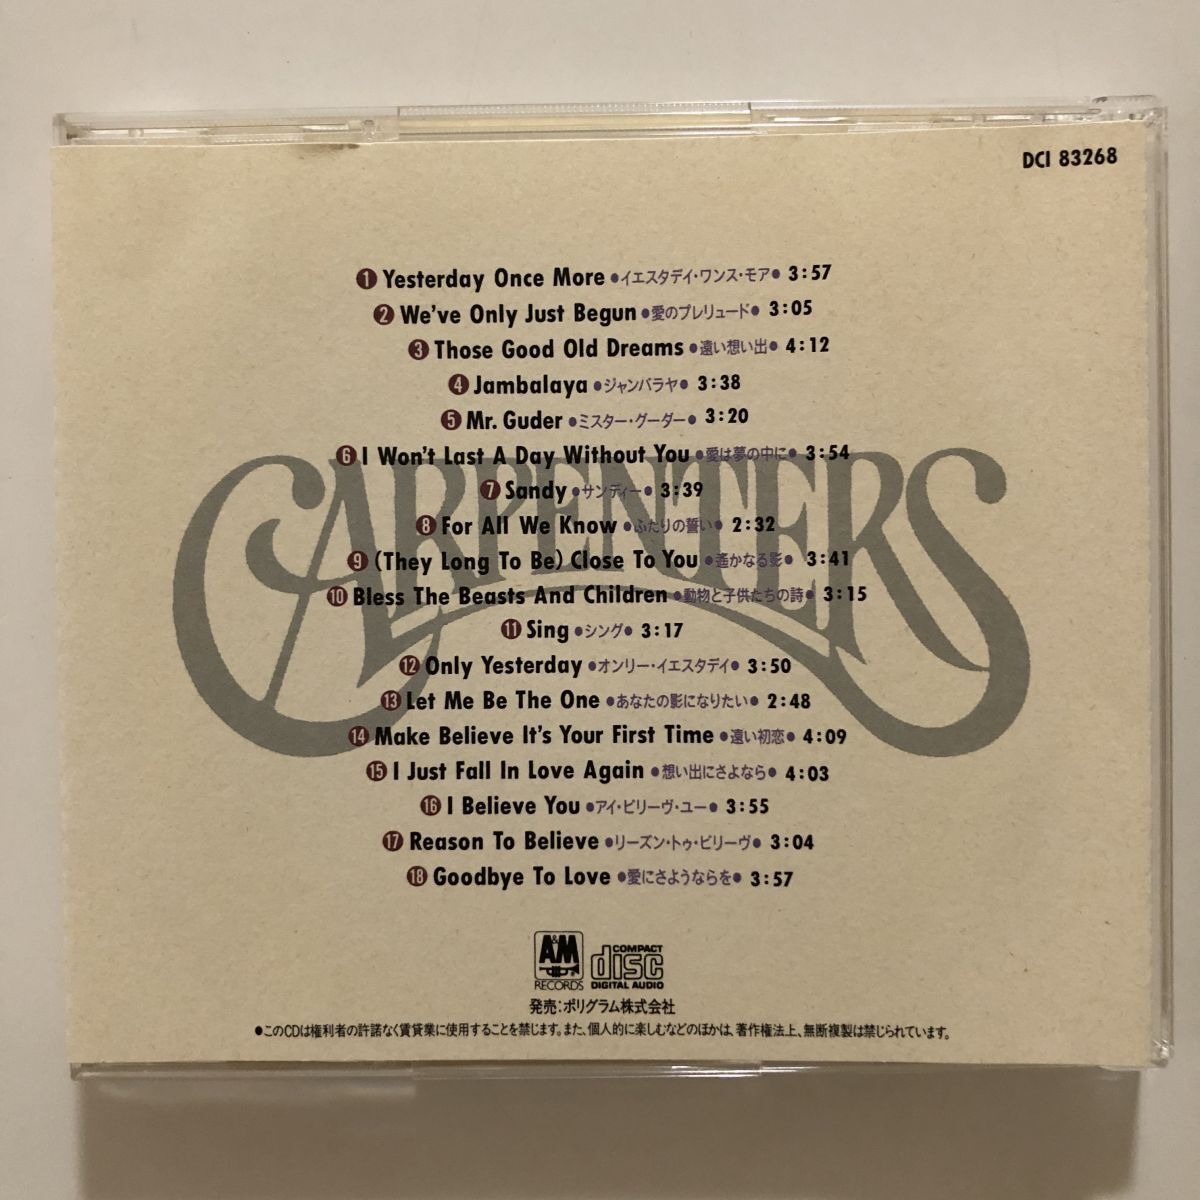 DCI 83268
CARPENTERS
❶ Yesterday Once More ●イエスタデイ・ワンス・モア● 3:57
❷ We've Only Just Begun ●愛のプレリュード● 3:05
❸ Those Good Old Dreams ●遠い想い出● 4:12
❹ Jambalaya ●ジャンバラヤ● 3:38
❺ Mr. Guder ●ミスター・グーダー● 3:20
❻ I Won't Last A Day Without You ●愛は夢の中に● 3:54
❼ Sandy ●サンディー● 3:39
❽ For All We Know ●ふたりの誓い● 2:32
❾ (They Long To Be) Close To You ●遙かなる影● 3:41
❿ Bless The Beasts And Children ●動物と子供たちの詩● 3:15
⓫ Sing ●シング● 3:17
⓬ Only Yesterday ●オンリー・イエスタデイ● 3:50
⓭ Let Me Be The One ●あなたの影になりたい● 2:48
⓮ Make Believe It's Your First Time ●遠い初恋● 4:09
⓯ I Just Fall In Love Again ●想い出にさよなら● 4:03
⓰ I Believe You ●アイ・ビリーヴ・ユー● 3:55
⓱ Reason To Believe ●リーズン・トゥ・ビリーヴ● 3:04
⓲ Goodbye To Love ●愛にさようならを● 3:57
A&M
RECORDS
COMPACT
disc
DIGITAL AUDIO
発売:ポリグラム株式会社
●このCDは権利者の許諾なく賃貸業に使用することを禁じます。また、個人的に楽しむなどのほかは、著作権法上、無断複製は禁じられています。